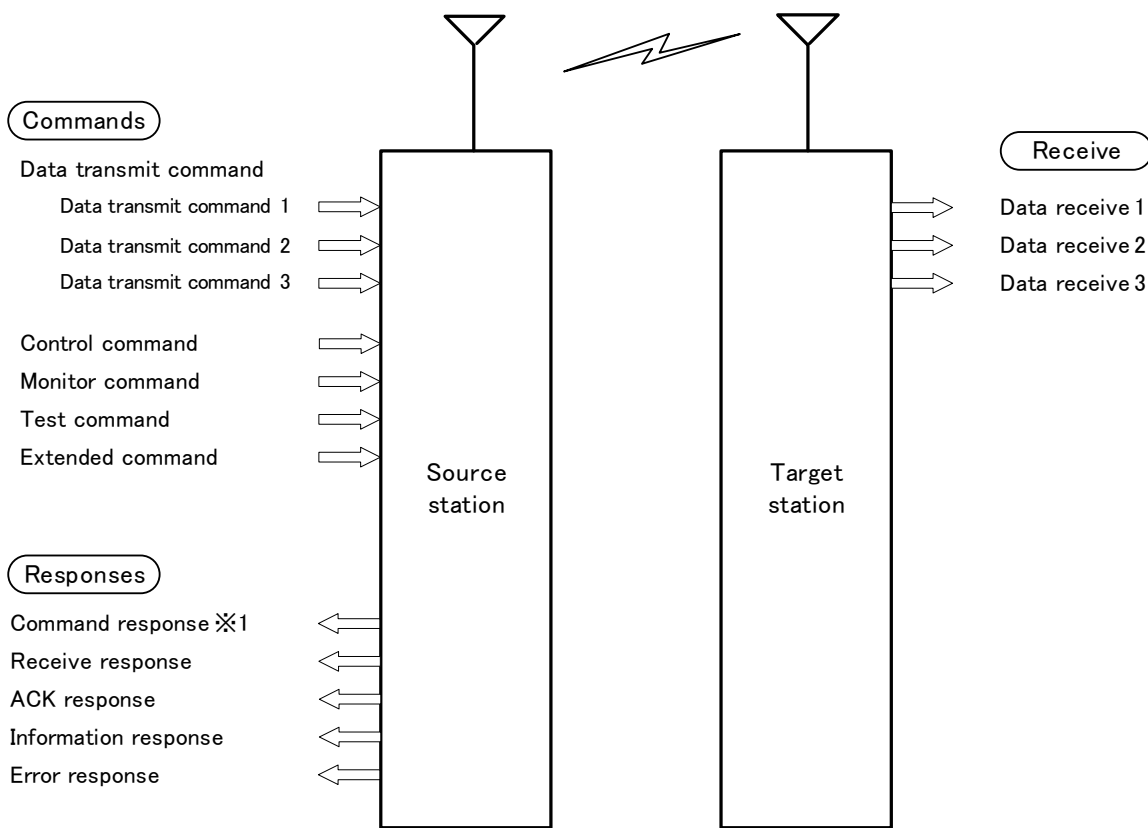 Commands
Data transmit command
Data transmit command 1
Data transmit command 2
Data transmit command 3
Control command
Monitor command
Test command
Extended command
Responses
Command response ※1
Receive response
ACK response
Information response
Error response
Source
station
Target
station
Receive
Data receive 1
Data receive 2
Data receive 3